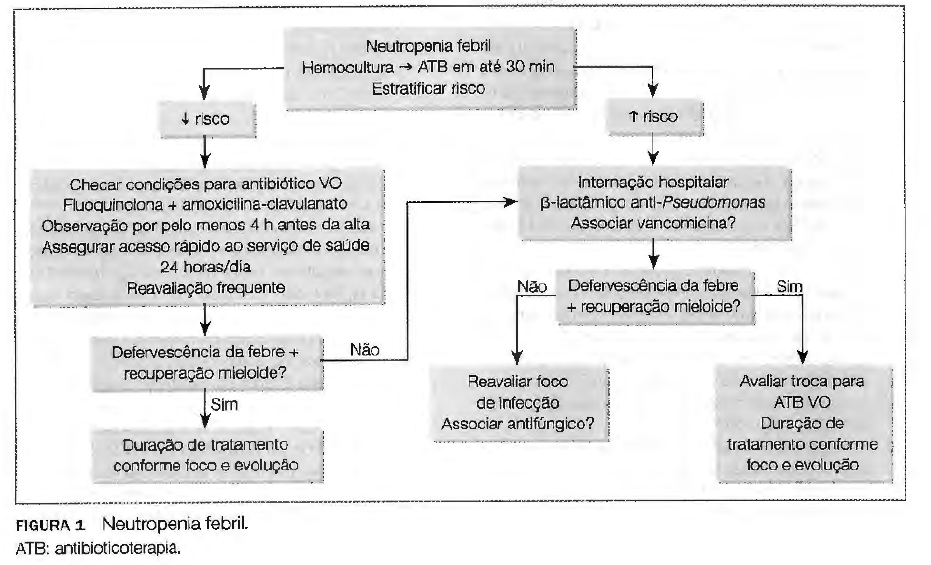 Neutropenia febril
Hemocultura → ATB em até 30 min
Estratificar risco
↓ risco
↑ risco
Checar condições para antibiótico VO
Fluoquinolona + amoxicilina-clavulanato
Observação por pelo menos 4 h antes da alta
Assegurar acesso rápido ao serviço de saúde
24 horas/dia
Reavaliação frequente
Internação hospitalar
β-lactâmico anti-Pseudomonas
Associar vancomicina?
Defervescência da febre +
recuperação mieloide?
Não
Sim
Duração de tratamento
conforme foco e evolução
Defervescência da febre
+ recuperação mieloide?
Não
Sim
Reavaliar foco
de infecção
Associar antifúngico?
Avaliar troca para
ATB VO
Duração de
tratamento conforme
foco e evolução
FIGURA 1 Neutropenia febril.
ATB: antibioticoterapia.